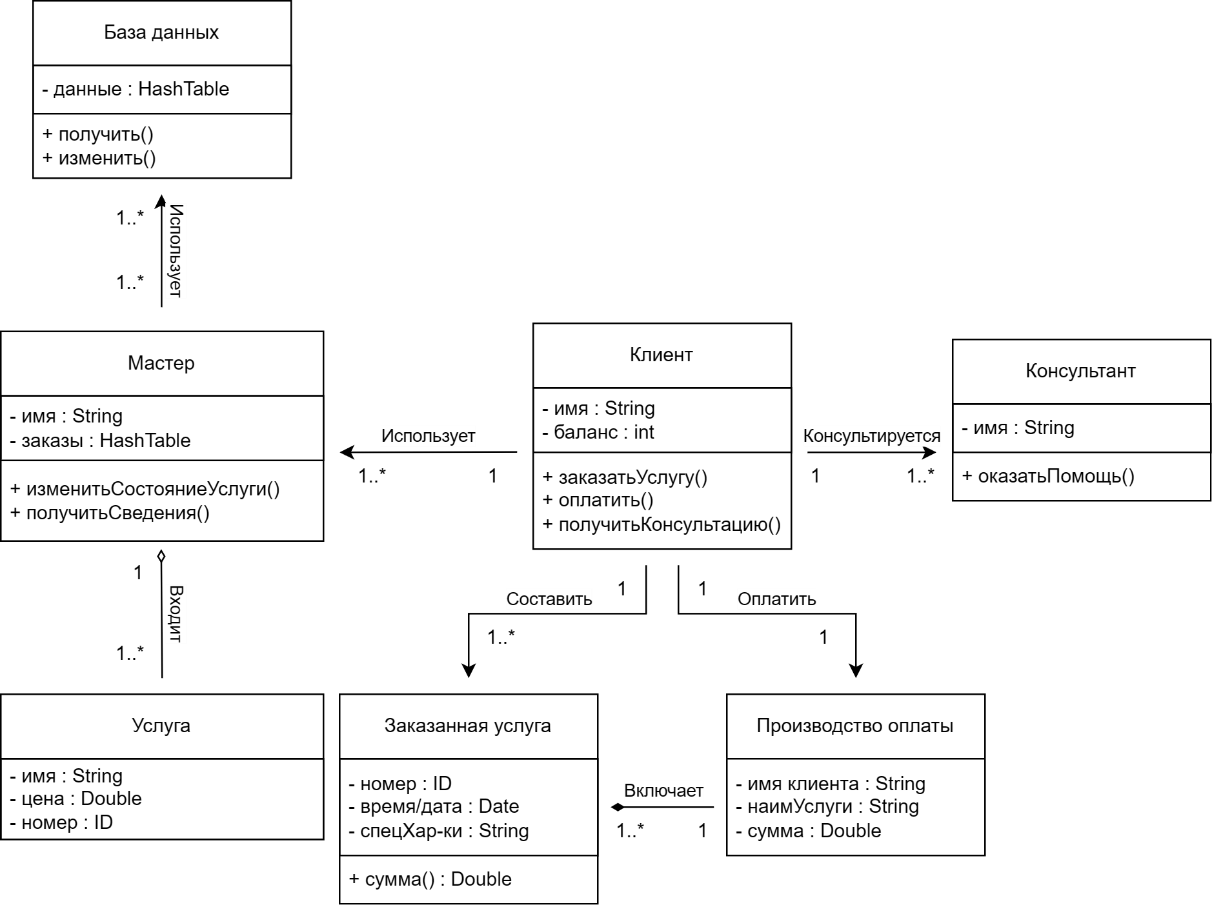 База данных
- данные : HashTable
+ получить()
+ изменить()
1..*
Использует
1..*
Мастер
- имя : String
- заказы : HashTable
+ изменитьСостояниеУслуги()
+ получитьСведения()
Использует
1..*
1
Клиент
- имя : String
- баланс : int
+ заказатьУслугу()
+ оплатить()
+ получитьКонсультацию()
Консультируется
1
1..*
Консультант
- имя : String
+ оказатьПомощь()
1
Входит
1..*
Составить
1
1..*
1
Оплатить
1
Услуга
- имя : String
- цена : Double
- номер : ID
Заказанная услуга
- номер : ID
- время/дата : Date
- спецХар-ки : String
+ сумма() : Double
Включает
1..*
1
Производство оплаты
- имя клиента : String
- наимУслуги : String
- сумма : Double